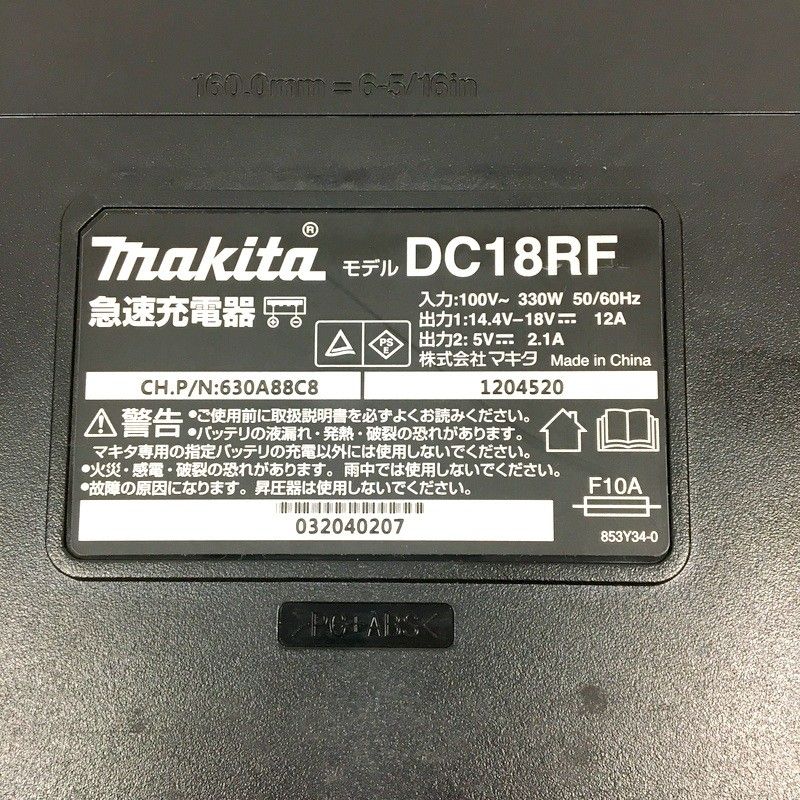 160.0mm = 6-5/16in
makita® モデル DC18RF
急速充電器
入力:100V~ 330W 50/60Hz
出力1:14.4V-18V⎓ 12A
出力2: 5V⎓ 2.1A
PS
E
株式会社マキタ Made in China
CH.P/N:630A88C8 1204520
警告 •ご使用前に取扱説明書を必ずよくお読みください。
•バッテリの液漏れ・発熱・破裂の恐れがあります。
マキタ専用の指定バッテリの充電以外には使用しないでください。
•火災・感電・破裂の恐れがあります。雨中では使用しないでください。
•故障の原因になります。昇圧器は使用しないでください。
F10A
032040207
853Y34-0
>PC+ABS<